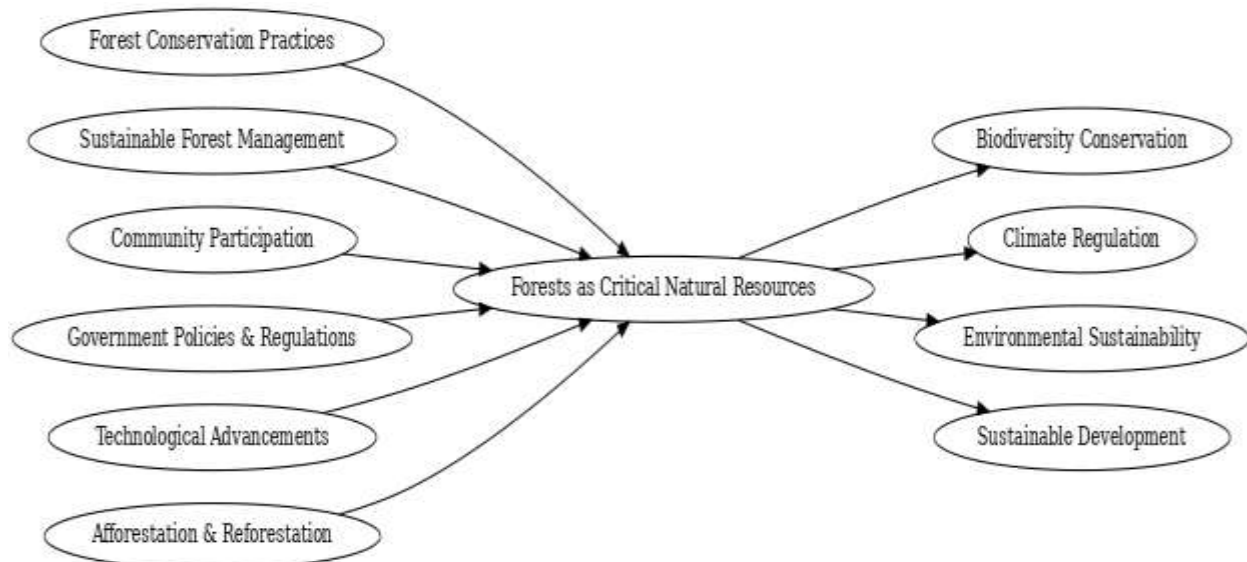 Forest Conservation Practices
Sustainable Forest Management
Community Participation
Government Policies & Regulations
Technological Advancements
Afforestation & Reforestation
Forests as Critical Natural Resources
Biodiversity Conservation
Climate Regulation
Environmental Sustainability
Sustainable Development